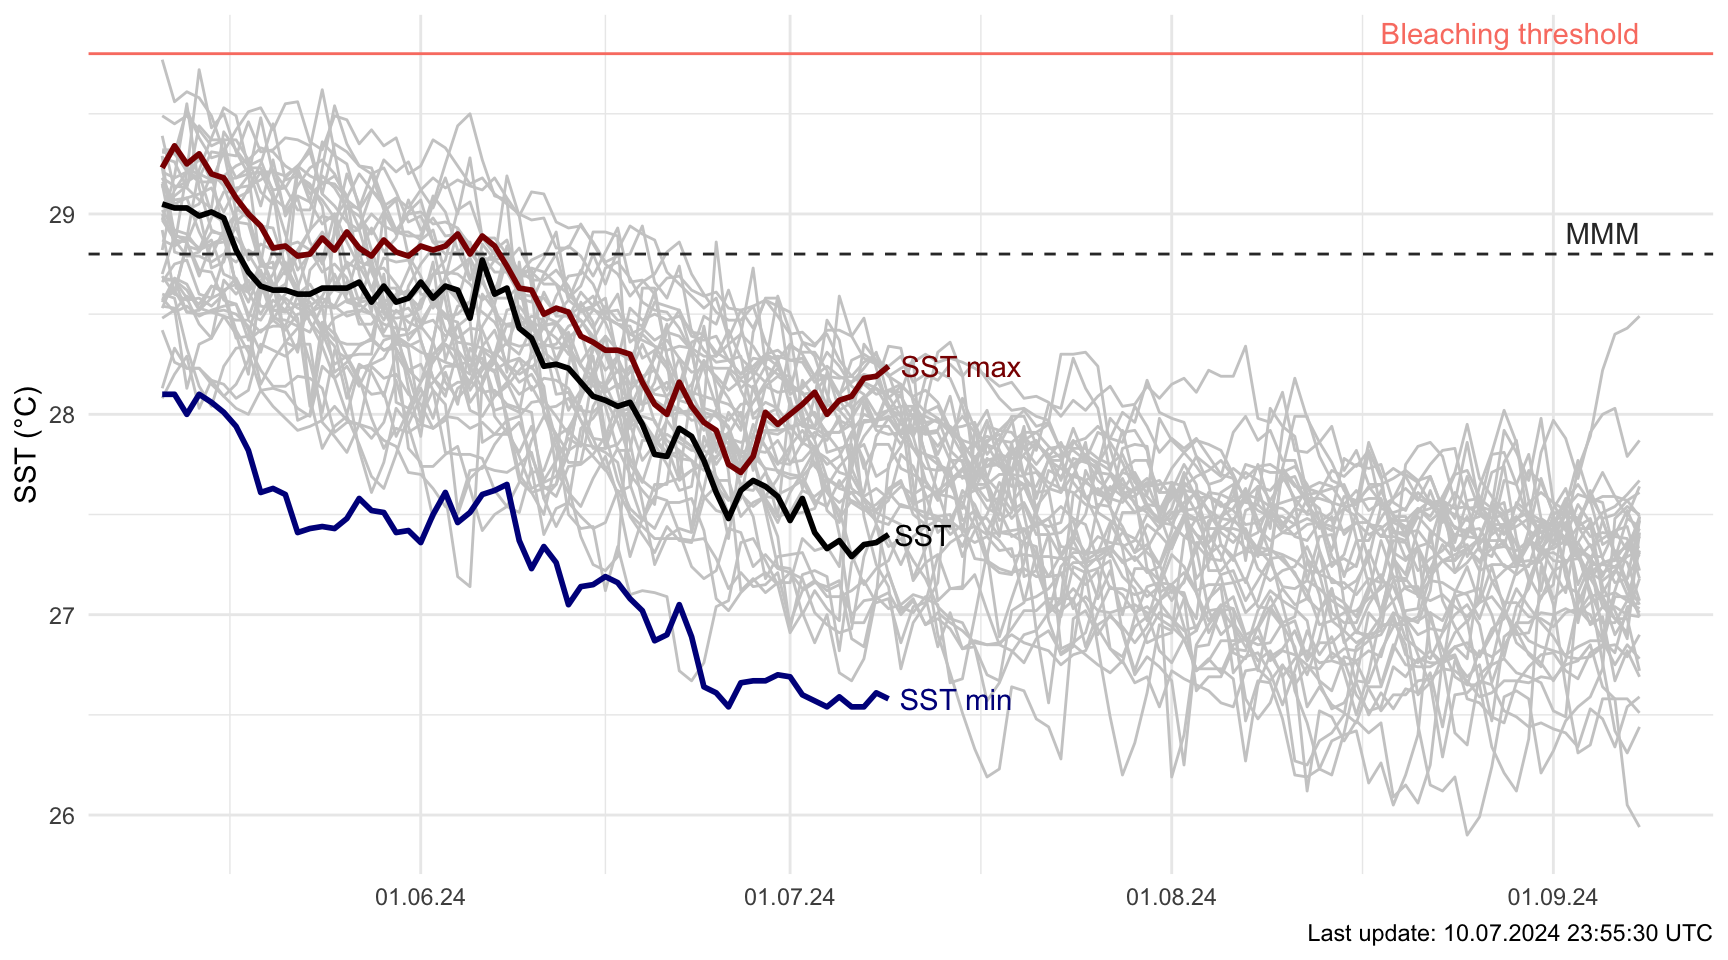 Bleaching threshold
MMM
SST max
SST
SST min
SST (°C)
29
28
27
26
01.06.24
01.07.24
01.08.24
01.09.24
Last update: 10.07.2024 23:55:30 UTC